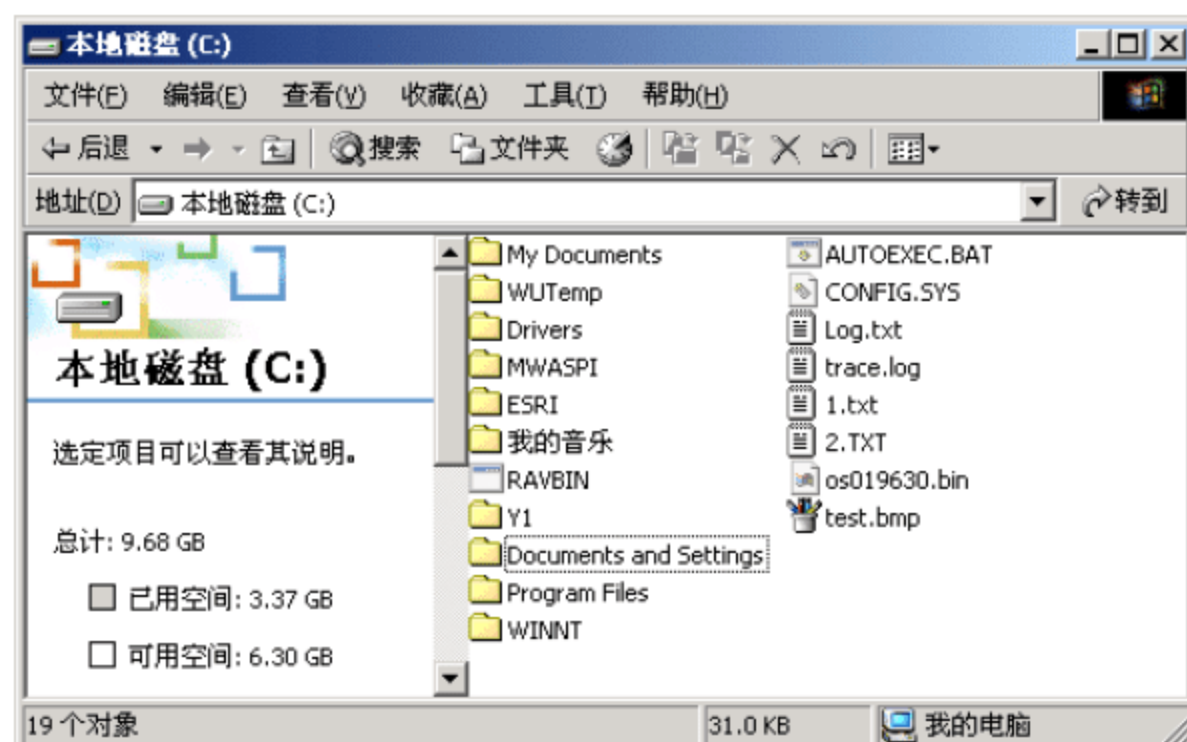 本地磁盘 (C:)
文件(F) 编辑(E) 查看(V) 收藏(A) 工具(T) 帮助(H)
后退 搜索 文件夹
地址(D) 本地磁盘 (C:) 转到
本地磁盘 (C:)
选定项目可以查看其说明。
总计: 9.68 GB
已用空间: 3.37 GB
可用空间: 6.30 GB
My Documents
WUTemp
Drivers
MWASPI
ESRI
我的音乐
RAVBIN
Y1
Documents and Settings
Program Files
WINNT
AUTOEXEC.BAT
CONFIG.SYS
Log.txt
trace.log
1.txt
2.TXT
os019630.bin
test.bmp
19 个对象 31.0 KB 我的电脑